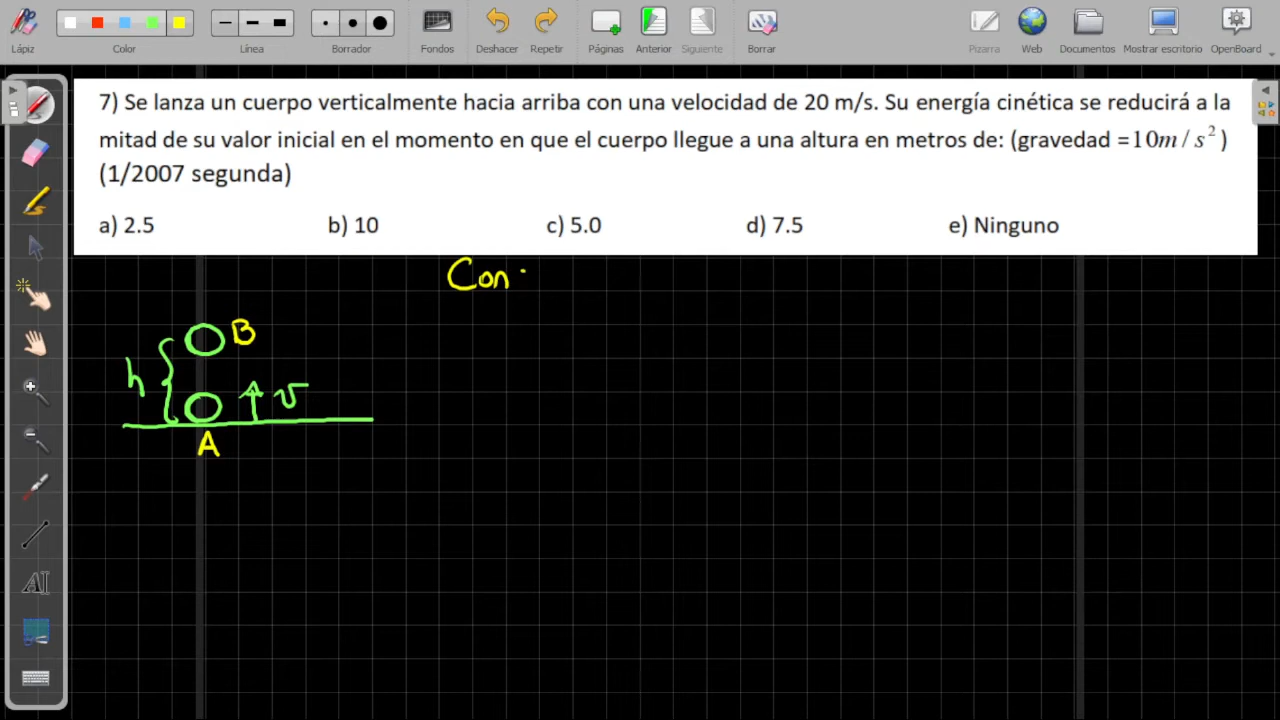 Lápiz Color Línea Borrador Fondos Deshacer Repetir Páginas Anterior Siguiente Borrar Pizarra Web Documentos Mostrar escritorio OpenBoard
7) Se lanza un cuerpo verticalmente hacia arriba con una velocidad de 20 m/s. Su energía cinética se reducirá a la
mitad de su valor inicial en el momento en que el cuerpo llegue a una altura en metros de: (gravedad =10m/s²)
(1/2007 segunda)
a) 2.5 b) 10 c) 5.0 d) 7.5 e) Ninguno
Con
B
h
v
A
AI